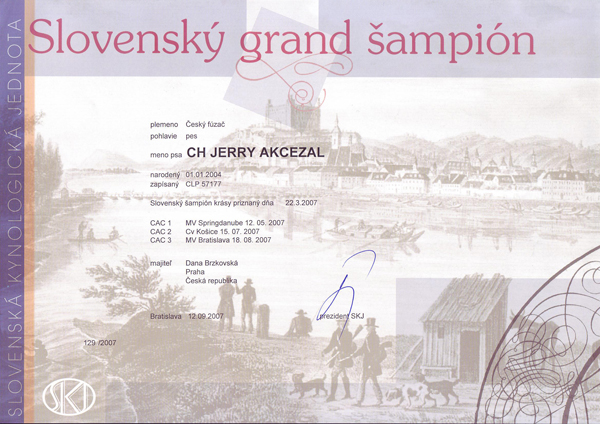 Slovenský grand šampión
SLOVENSKÁ KYNOLOGICKÁ JEDNOTA
plemeno Český fúzač
pohlavie pes
meno psa CH JERRY AKCEZAL
narodený 01.01.2004
zapísaný CLP 57177
Slovenský šampión krásy priznaný dňa 22.3.2007
CAC 1 MV Springdanube 12. 05. 2007
CAC 2 Cv Košice 15. 07. 2007
CAC 3 MV Bratislava 18. 08. 2007
majiteľ Dana Brzkovská
Praha
Česká republika
Bratislava 12.09.2007 prezident SKJ
129 /2007
SKJ